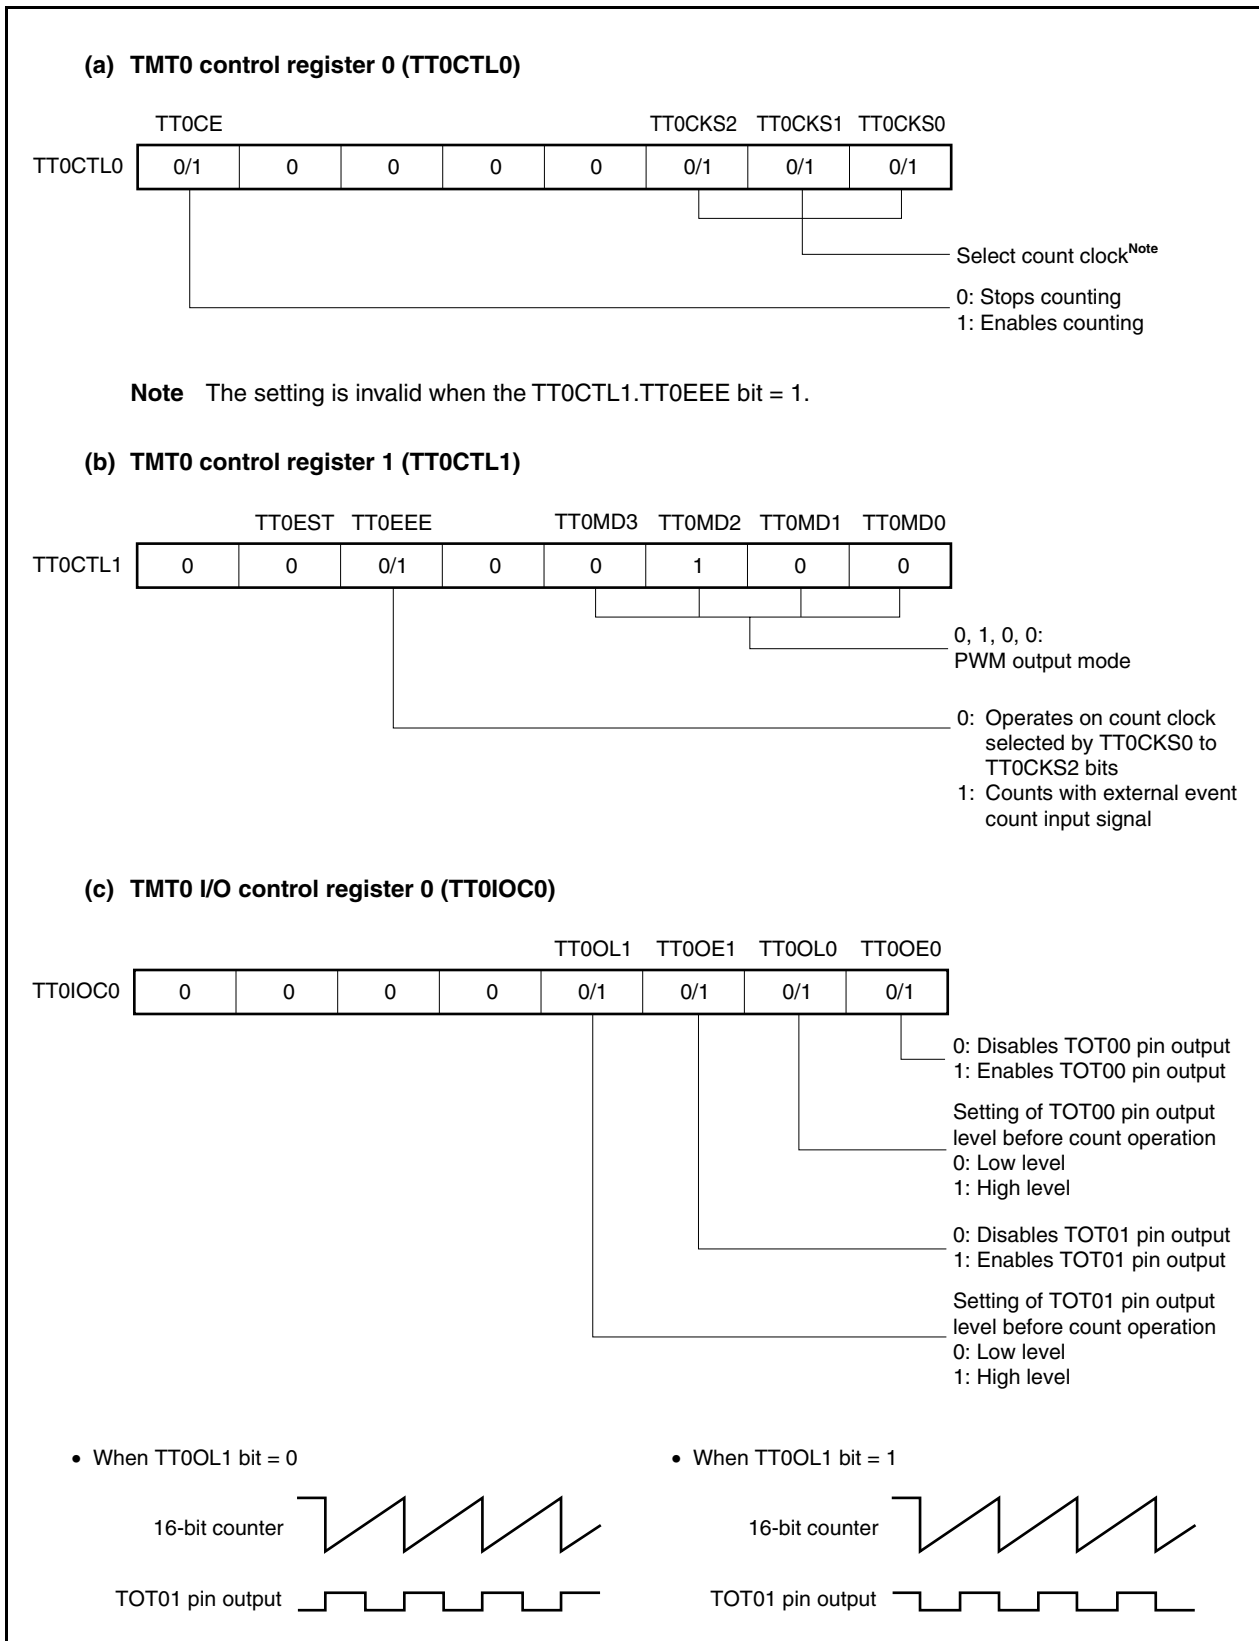 (a) TMT0 control register 0 (TT0CTL0)
TT0CE TT0CKS2 TT0CKS1 TT0CKS0
TT0CTL0 0/1 0 0 0 0 0/1 0/1 0/1
Select count clockNote
0: Stops counting
1: Enables counting
Note The setting is invalid when the TT0CTL1.TT0EEE bit = 1.
(b) TMT0 control register 1 (TT0CTL1)
TT0EST TT0EEE TT0MD3 TT0MD2 TT0MD1 TT0MD0
TT0CTL1 0 0 0/1 0 0 1 0 0
0, 1, 0, 0:
PWM output mode
0: Operates on count clock
selected by TT0CKS0 to
TT0CKS2 bits
1: Counts with external event
count input signal
(c) TMT0 I/O control register 0 (TT0IOC0)
TT0OL1 TT0OE1 TT0OL0 TT0OE0
TT0IOC0 0 0 0 0 0/1 0/1 0/1 0/1
0: Disables TOT00 pin output
1: Enables TOT00 pin output
Setting of TOT00 pin output
level before count operation
0: Low level
1: High level
0: Disables TOT01 pin output
1: Enables TOT01 pin output
Setting of TOT01 pin output
level before count operation
0: Low level
1: High level
• When TT0OL1 bit = 0
16-bit counter
TOT01 pin output
• When TT0OL1 bit = 1
16-bit counter
TOT01 pin output